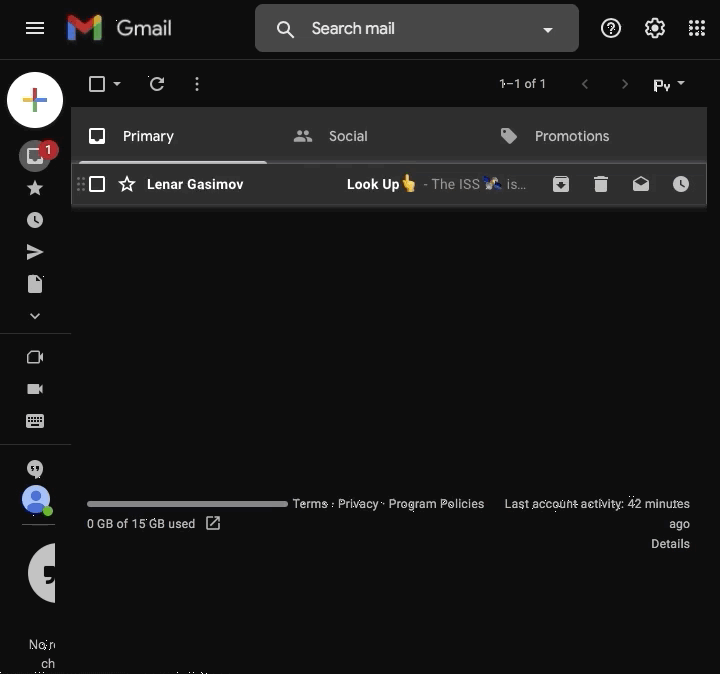 Gmail
Search mail
1–1 of 1
Primary
Social
Promotions
1
Lenar Gasimov
Look Up👆 - The ISS 🛰 is…
Terms · Privacy · Program Policies
Last account activity: 42 minutes
ago
Details
0 GB of 15 GB used
ch